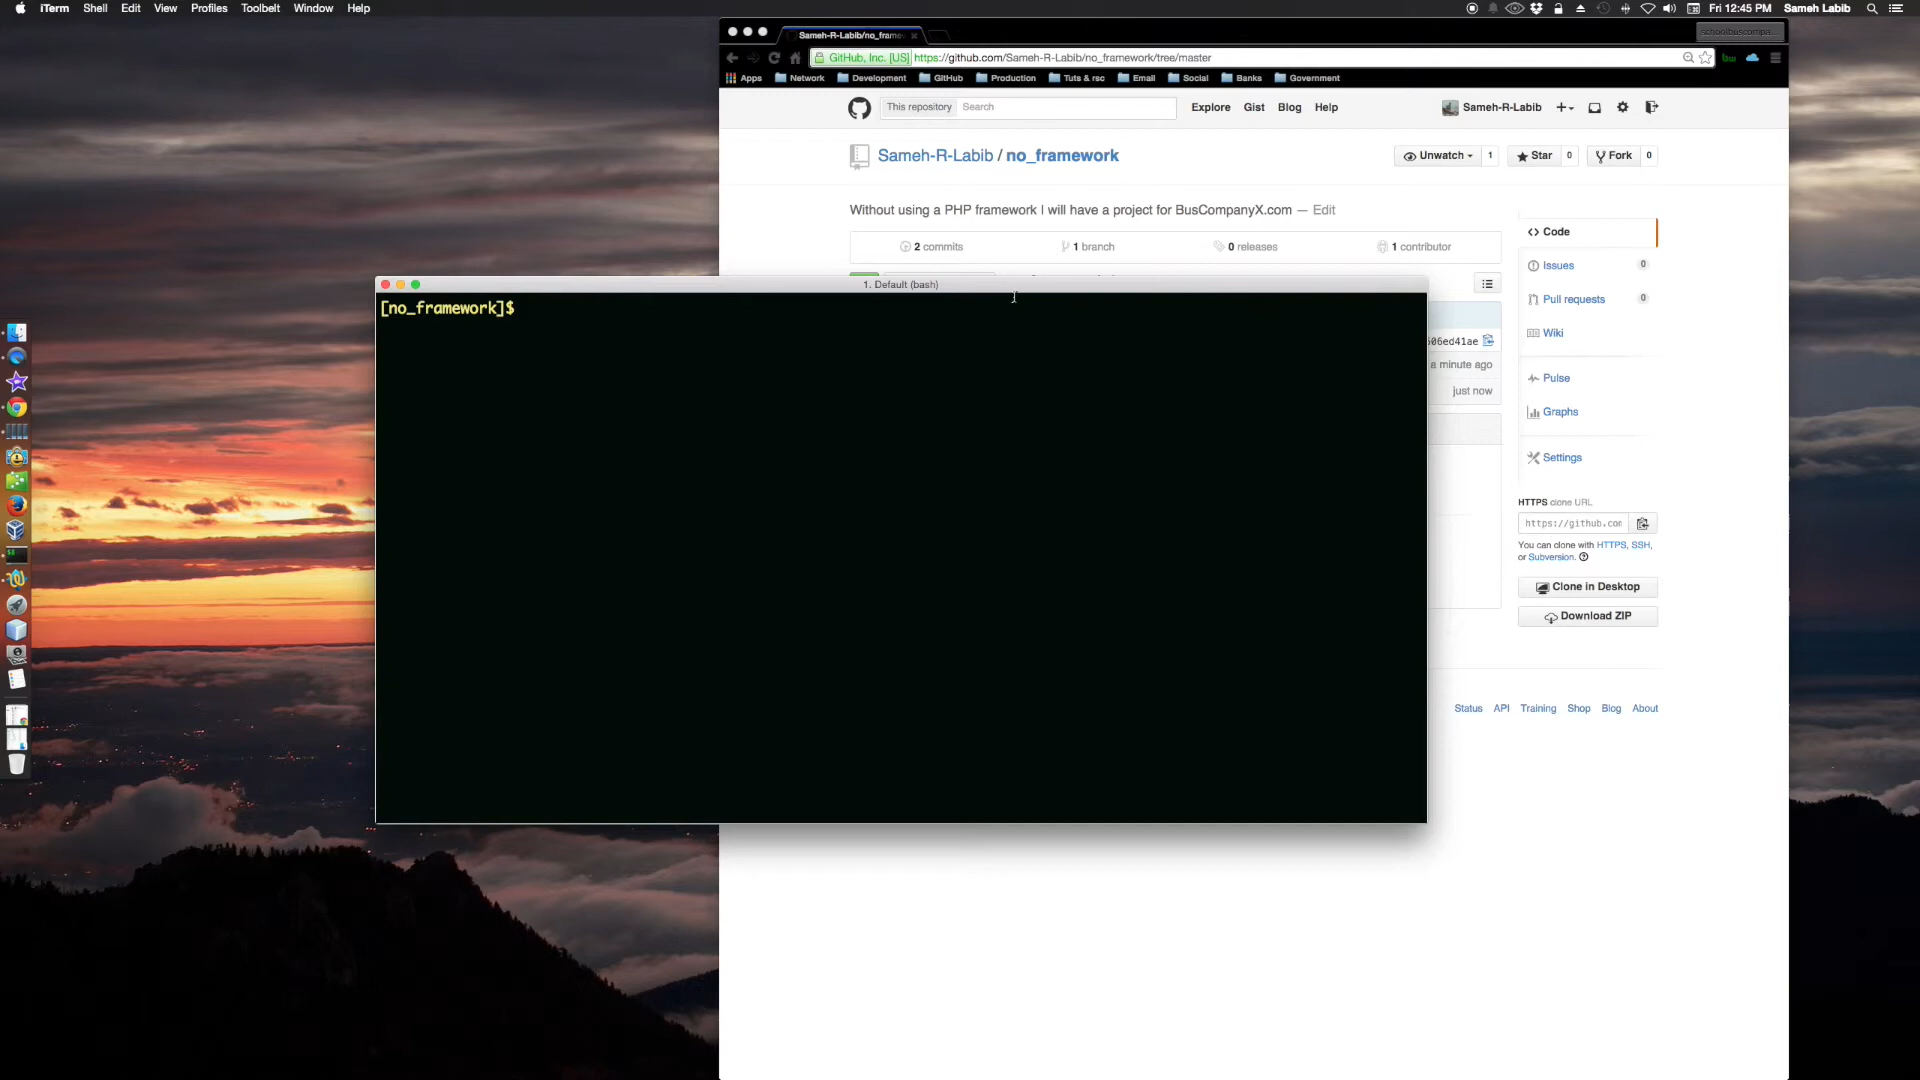 iTerm Shell Edit View Profiles Toolbelt Window Help
Fri 12:45 PM Sameh Labib
Sameh-R-Labib/no_frame
GitHub, Inc. [US] https://github.com/Sameh-R-Labib/no_framework/tree/master
Apps Network Development GitHub Production Tuts & rsc Email Social Banks Government
This repository Search Explore Gist Blog Help Sameh-R-Labib
Sameh-R-Labib / no_framework
Unwatch 1 Star 0 Fork 0
Without using a PHP framework I will have a project for BusCompanyX.com — Edit
2 commits 1 branch 0 releases 1 contributor
Code
Issues 0
Pull requests 0
Wiki
Pulse
Graphs
Settings
HTTPS clone URL
https://github.com
You can clone with HTTPS, SSH,
or Subversion.
Clone in Desktop
Download ZIP
1. Default (bash)
[no_framework]$
06ed41ae
a minute ago
just now
Status API Training Shop Blog About